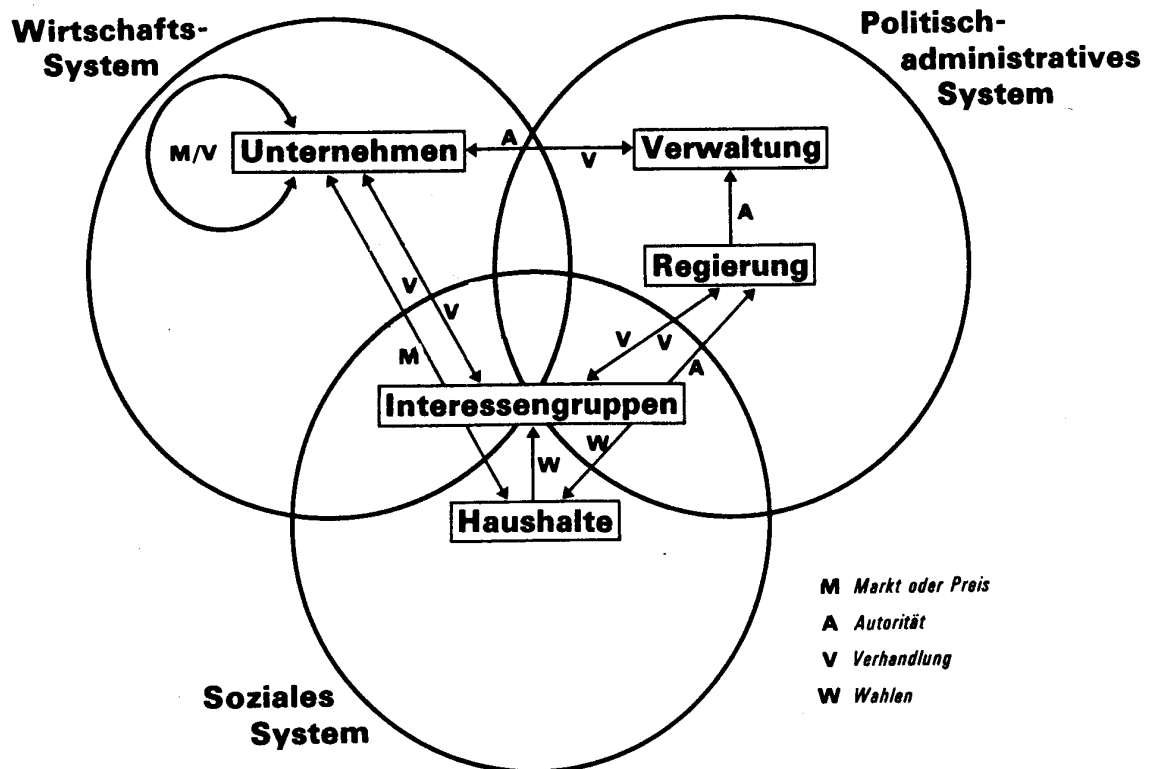 Wirtschafts-
System
Politisch-
administratives
System
M/V
Unternehmen
A
V
Verwaltung
A
Regierung
V
V
M
V
V
A
Interessengruppen
W
W
Haushalte
M Markt oder Preis
A Autorität
V Verhandlung
W Wahlen
Soziales
System